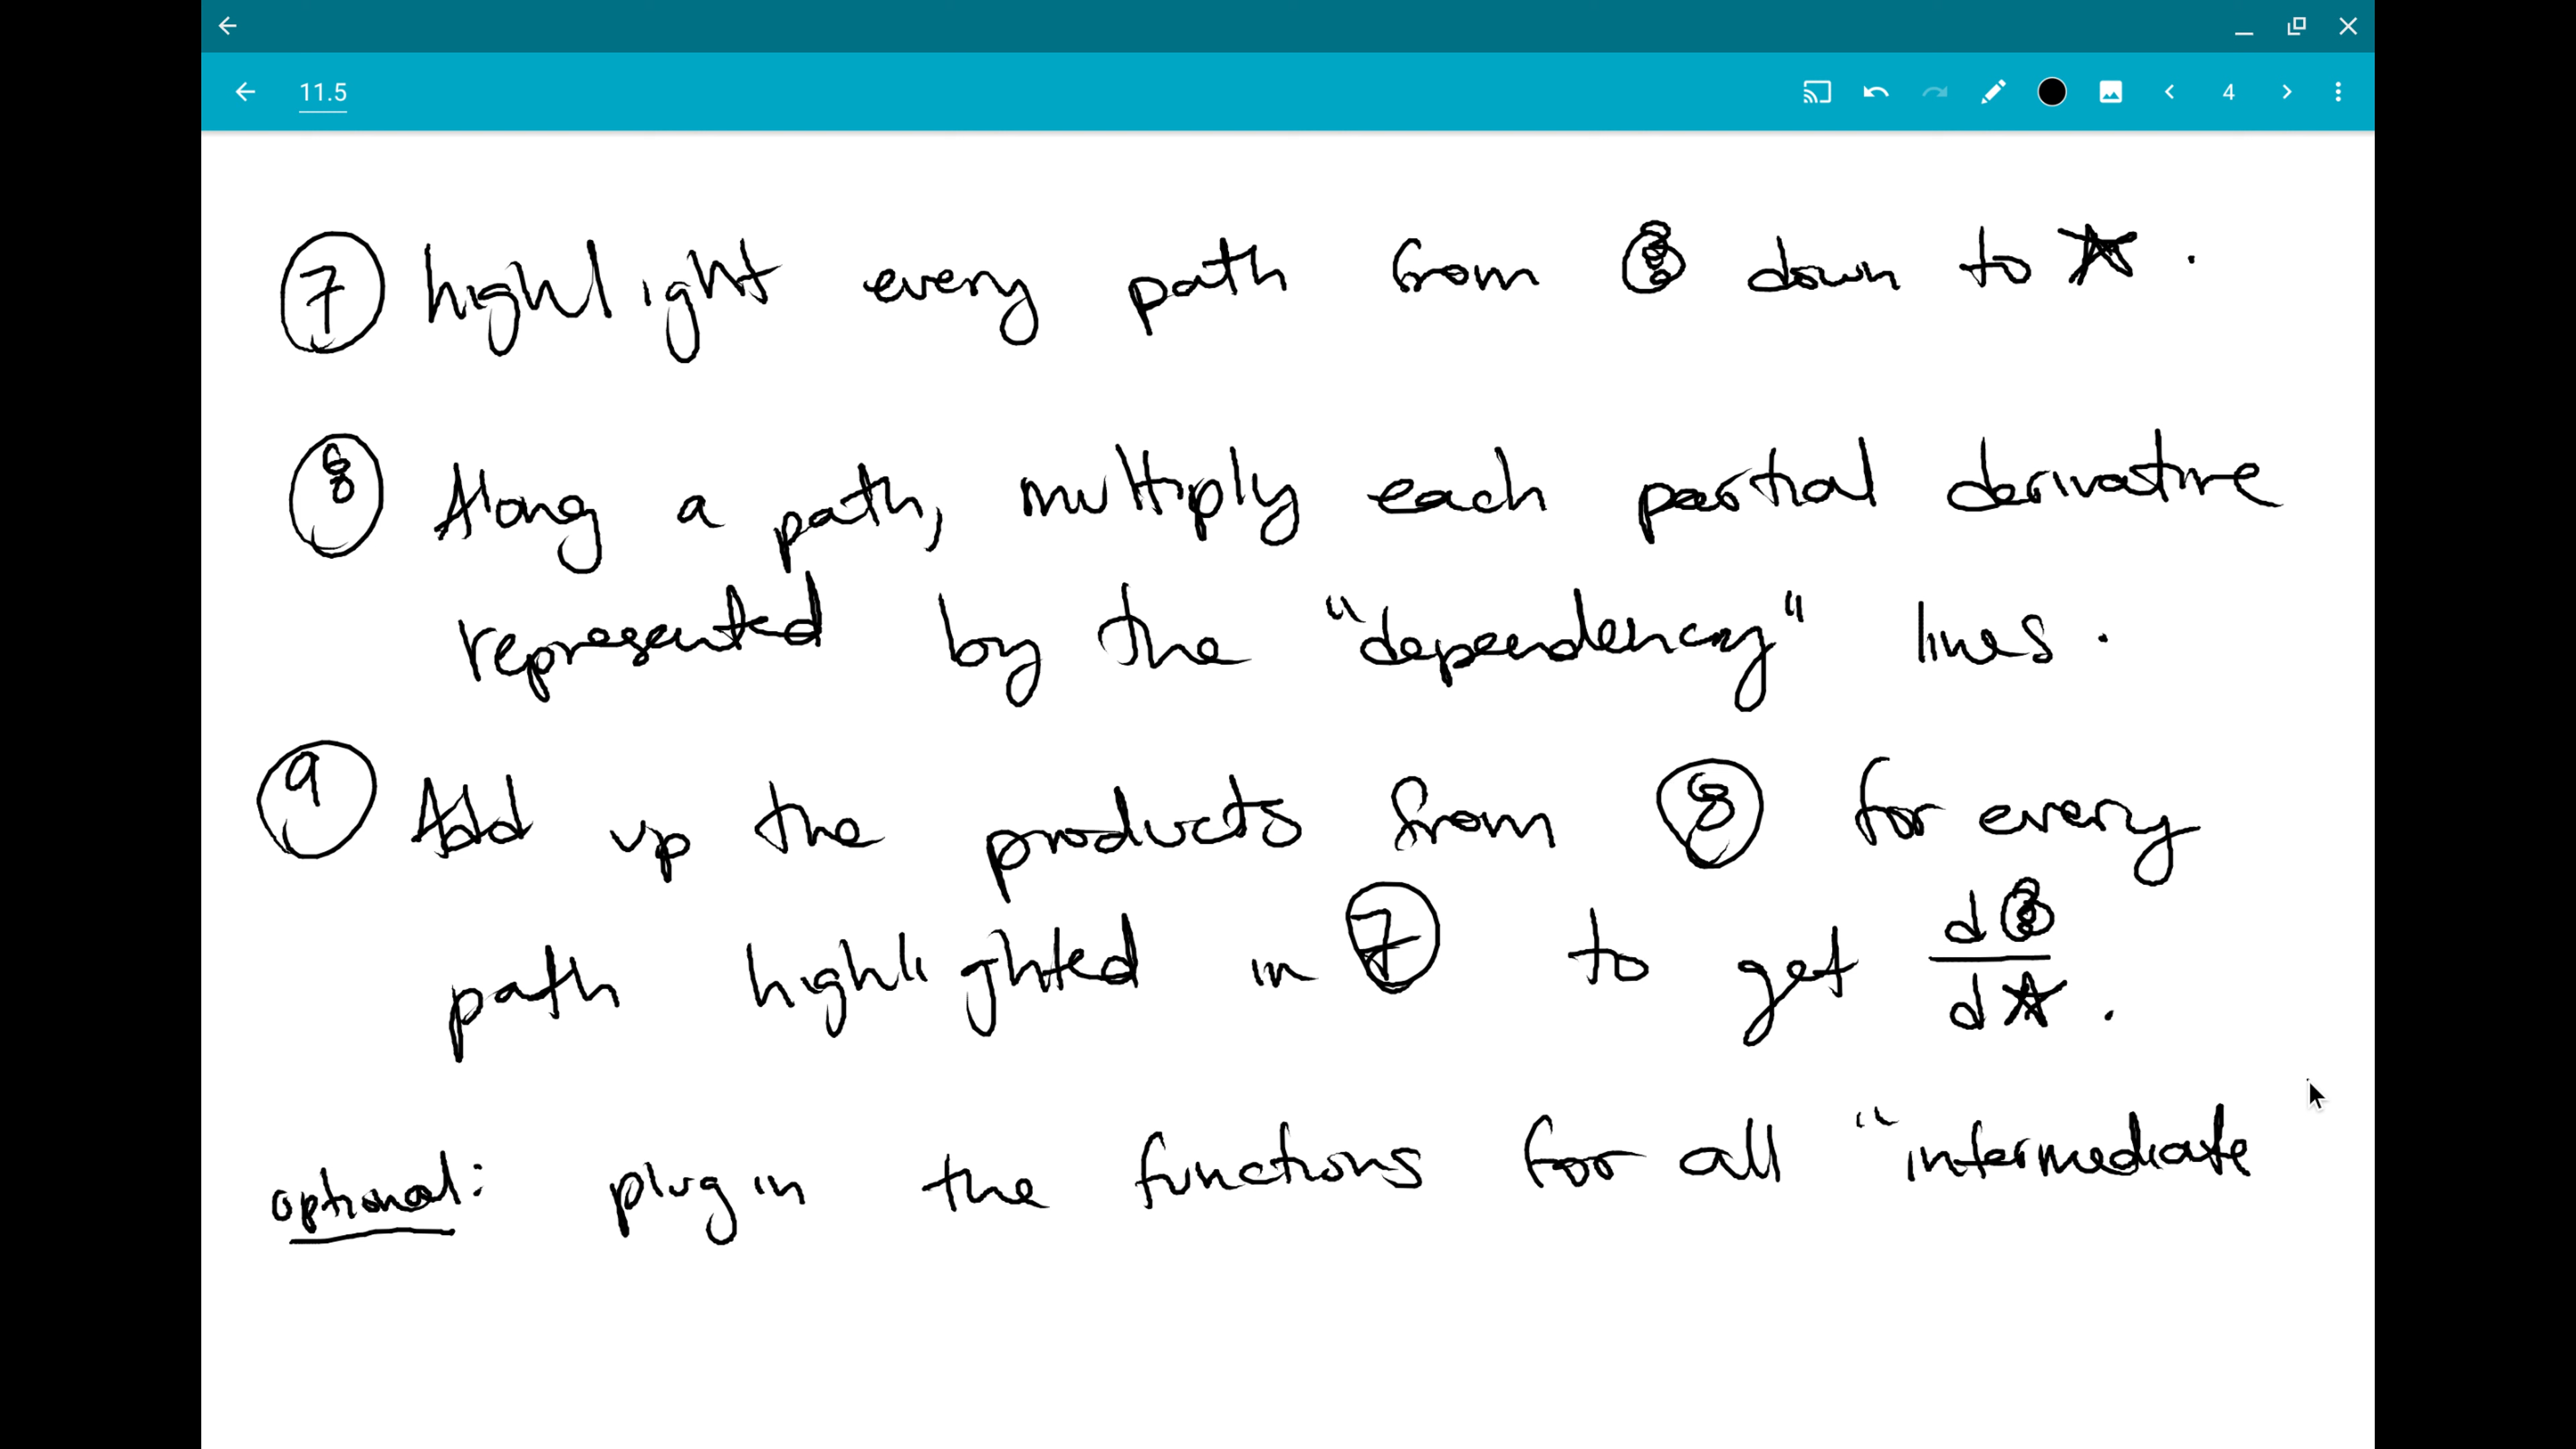 11.5
4
⑦ highlight every path from ☃ down to ☆.
⑧ Along a path, multiply each partial derivative
represented by the "dependency" lines.
⑨ Add up the products from ⑧ for every
path highlighted in ⑦ to get d☃/d☆.
optional: plug in the functions for all "intermediate